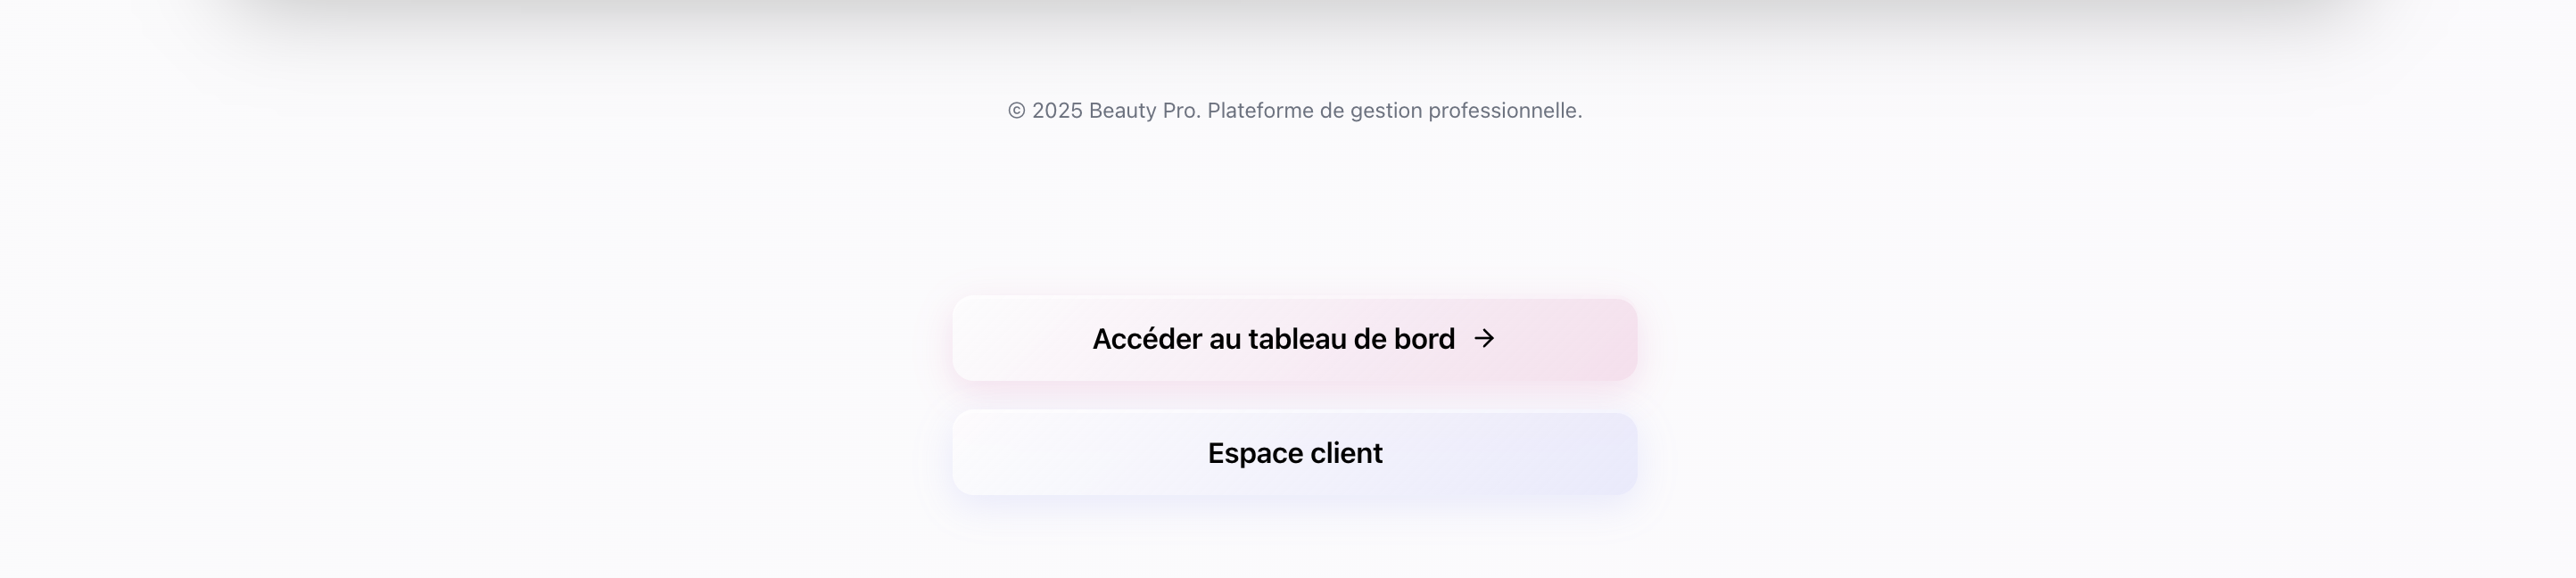 © 2025 Beauty Pro. Plateforme de gestion professionnelle.
Accéder au tableau de bord →
Espace client